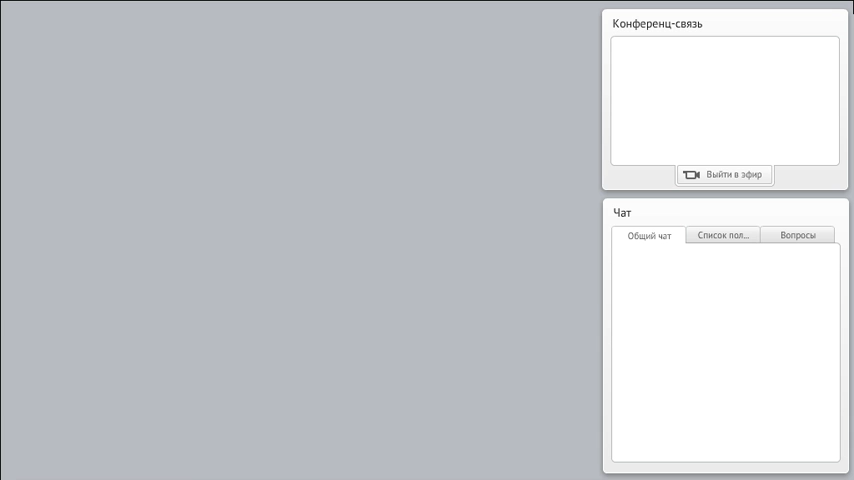 Конференц-связь
Выйти в эфир
Чат
Общий чат
Список пол...
Вопросы